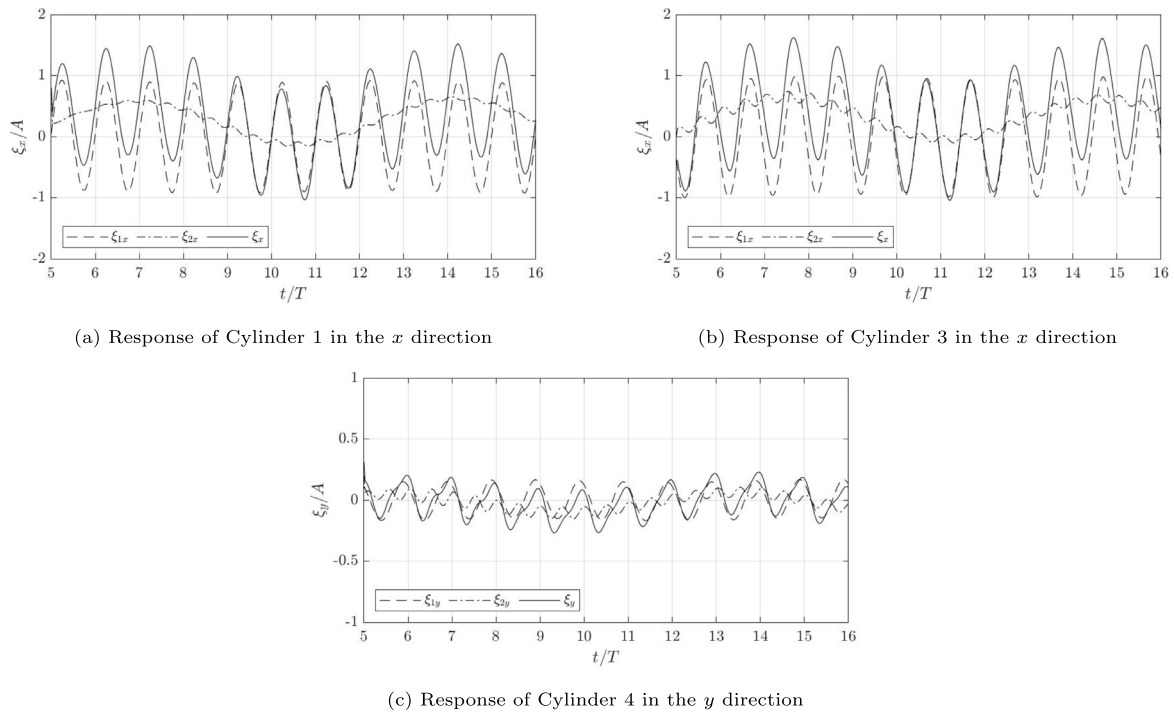 2
1
0
-1
-2
ξx/A
5 6 7 8 9 10 11 12 13 14 15 16
t/T
ξ1x ξ2x ξx
(a) Response of Cylinder 1 in the x direction
2
1
0
-1
-2
ξx/A
5 6 7 8 9 10 11 12 13 14 15 16
t/T
ξ1x ξ2x ξx
(b) Response of Cylinder 3 in the x direction
1
0.5
0
-0.5
-1
ξy/A
5 6 7 8 9 10 11 12 13 14 15 16
t/T
ξ1y ξ2y ξy
(c) Response of Cylinder 4 in the y direction